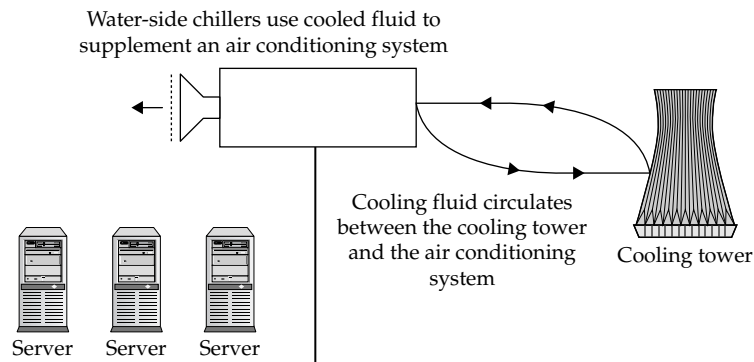 Water-side chillers use cooled fluid to
supplement an air conditioning system
Cooling fluid circulates
between the cooling tower
and the air conditioning
system
Cooling tower
Server
Server
Server